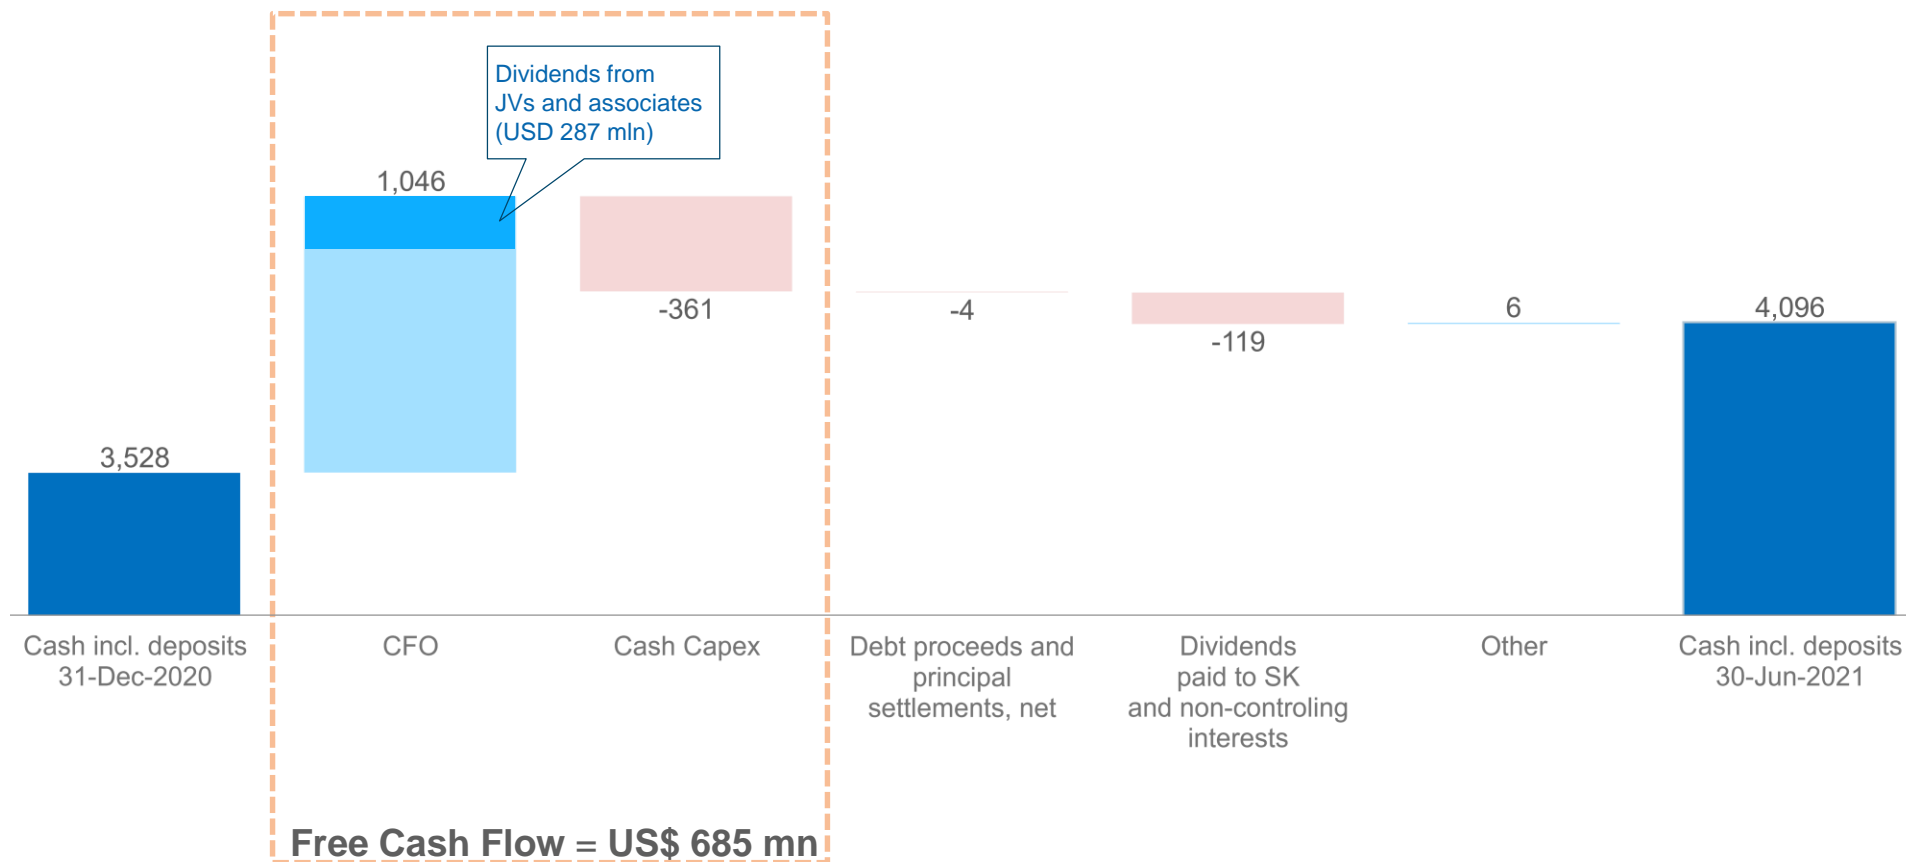 Dividends from
JVs and associates
(USD 287 mln)
1,046
-361
-4
-119
6
4,096
3,528
Cash incl. deposits
31-Dec-2020
CFO
Cash Capex
Debt proceeds and
principal
settlements, net
Dividends
paid to SK
and non-controling
interests
Other
Cash incl. deposits
30-Jun-2021
Free Cash Flow = US$ 685 mn